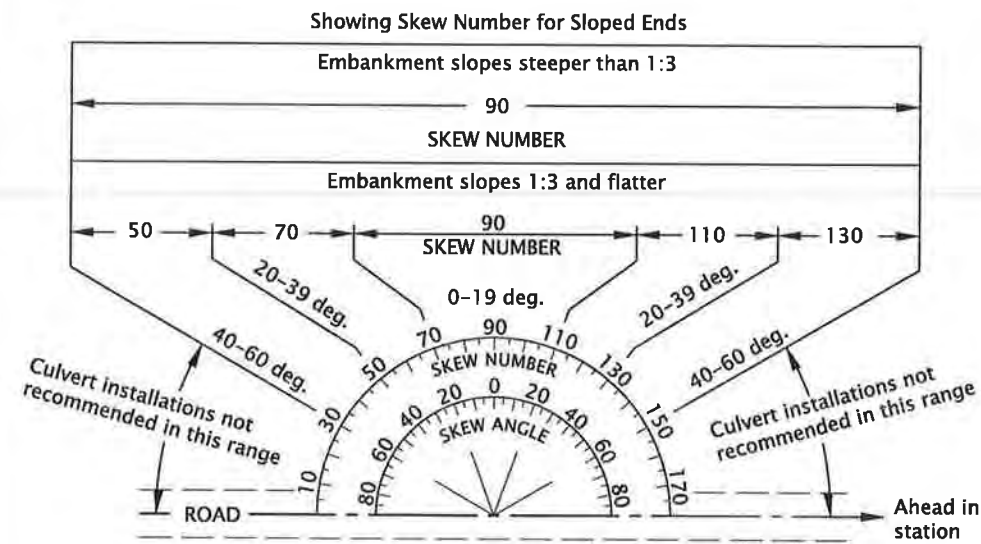 Showing Skew Number for Sloped Ends
Embankment slopes steeper than 1:3
90
SKEW NUMBER
Embankment slopes 1:3 and flatter
50 70 90 110 130
SKEW NUMBER
20–39 deg. 0–19 deg. 20–39 deg.
40–60 deg. 40–60 deg.
10 30 50 70 90 110 130 150 170
SKEW NUMBER
80 60 40 20 0 20 40 60 80
SKEW ANGLE
Culvert installations not
recommended in this range
Culvert installations not
recommended in this range
ROAD
Ahead in
station